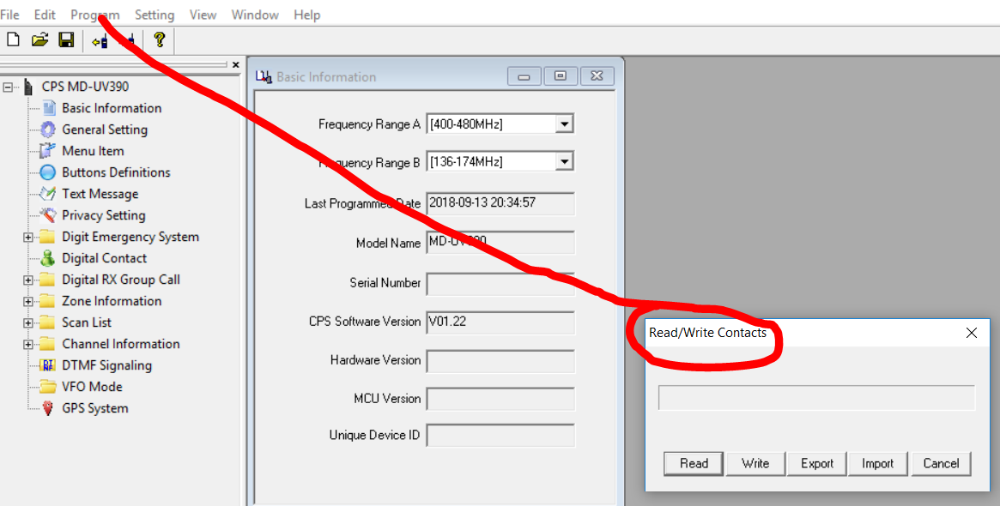 File Edit Program Setting View Window Help
CPS MD-UV390
Basic Information
General Setting
Menu Item
Buttons Definitions
Text Message
Privacy Setting
Digit Emergency System
Digital Contact
Digital RX Group Call
Zone Information
Scan List
Channel Information
DTMF Signaling
VFO Mode
GPS System
Basic Information
Frequency Range A [400-480MHz]
Frequency Range B [136-174MHz]
Last Programmed Date 2018-09-13 20:34:57
Model Name MD-UV390
Serial Number
CPS Software Version V01.22
Hardware Version
MCU Version
Unique Device ID
Read/Write Contacts
Read Write Export Import Cancel